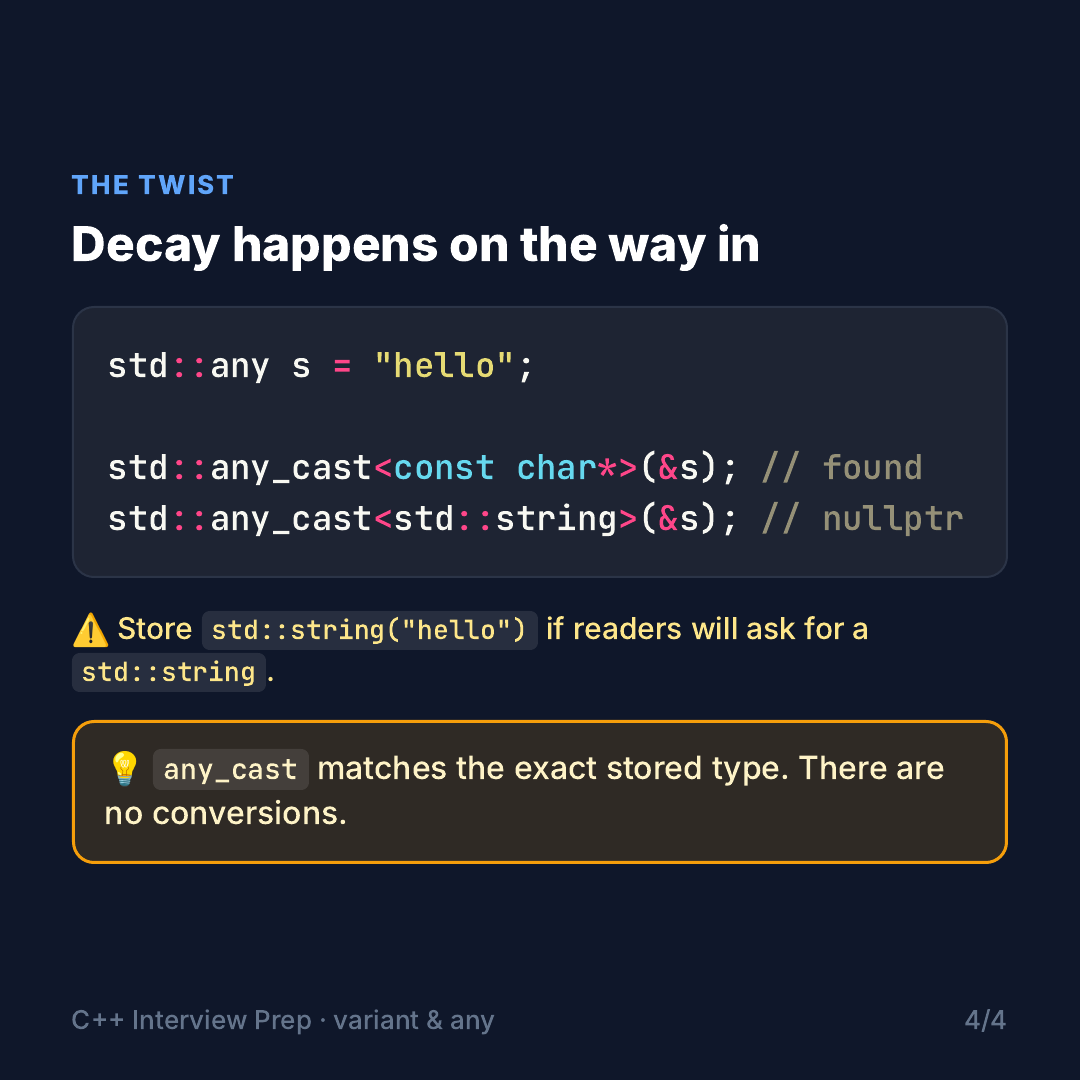 THE TWIST
Decay happens on the way in
std::any s = "hello";
std::any_cast<const char*>(&s); // found
std::any_cast<std::string>(&s); // nullptr
⚠️ Store std::string("hello") if readers will ask for a
std::string.
💡 any_cast matches the exact stored type. There are
no conversions.
C++ Interview Prep · variant & any
4/4